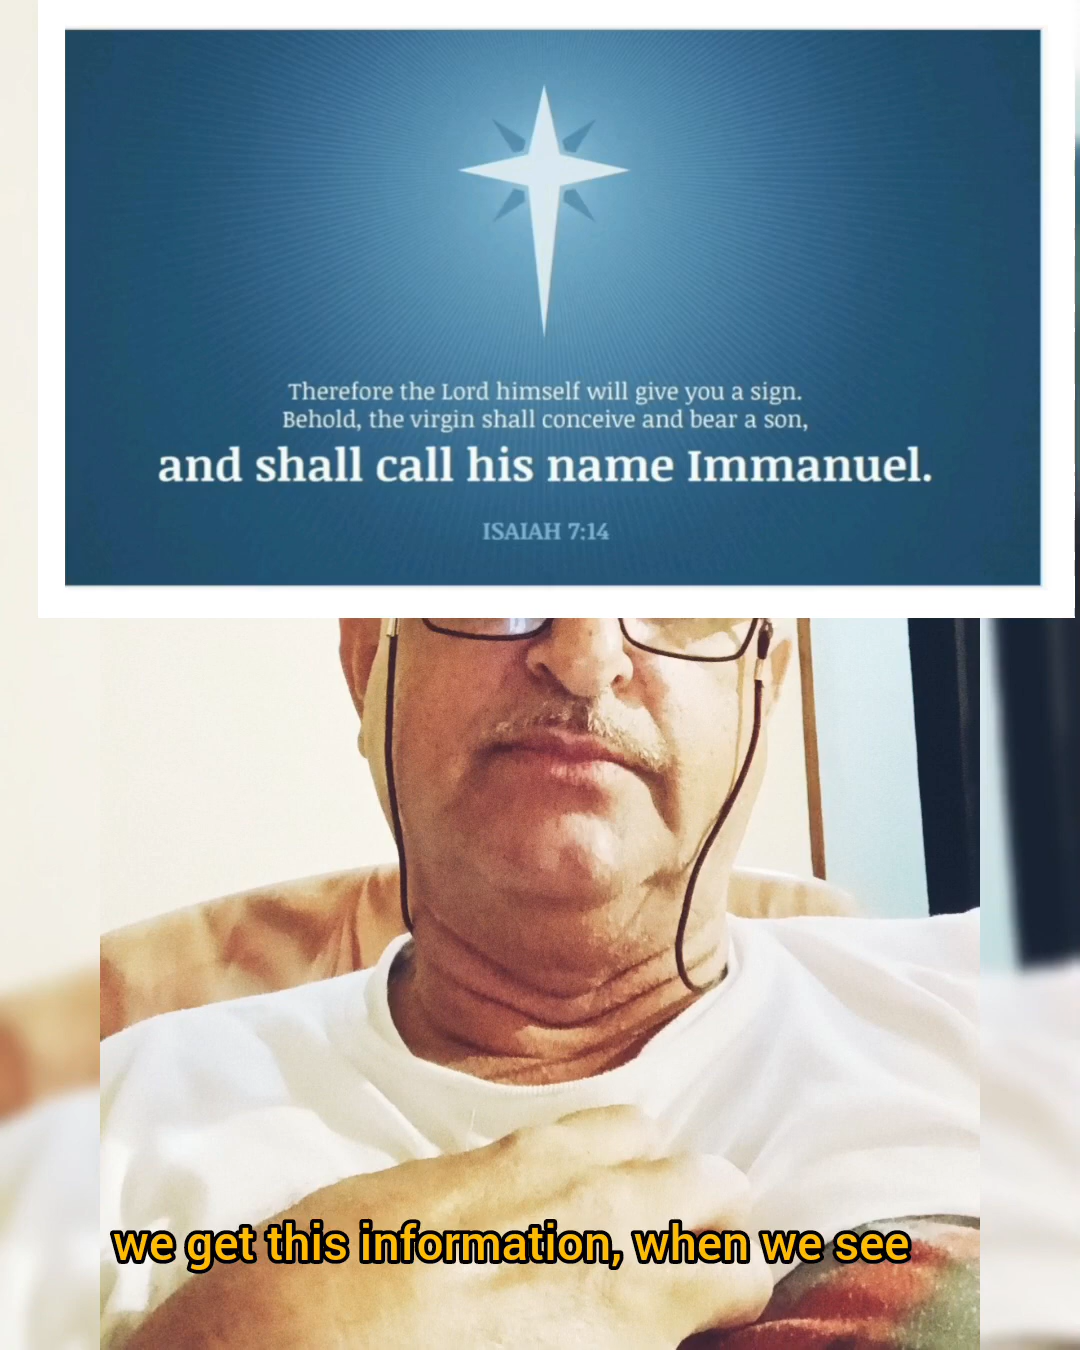 Therefore the Lord himself will give you a sign.
Behold, the virgin shall conceive and bear a son,
and shall call his name Immanuel.
ISAIAH 7:14
we get this information, when we see